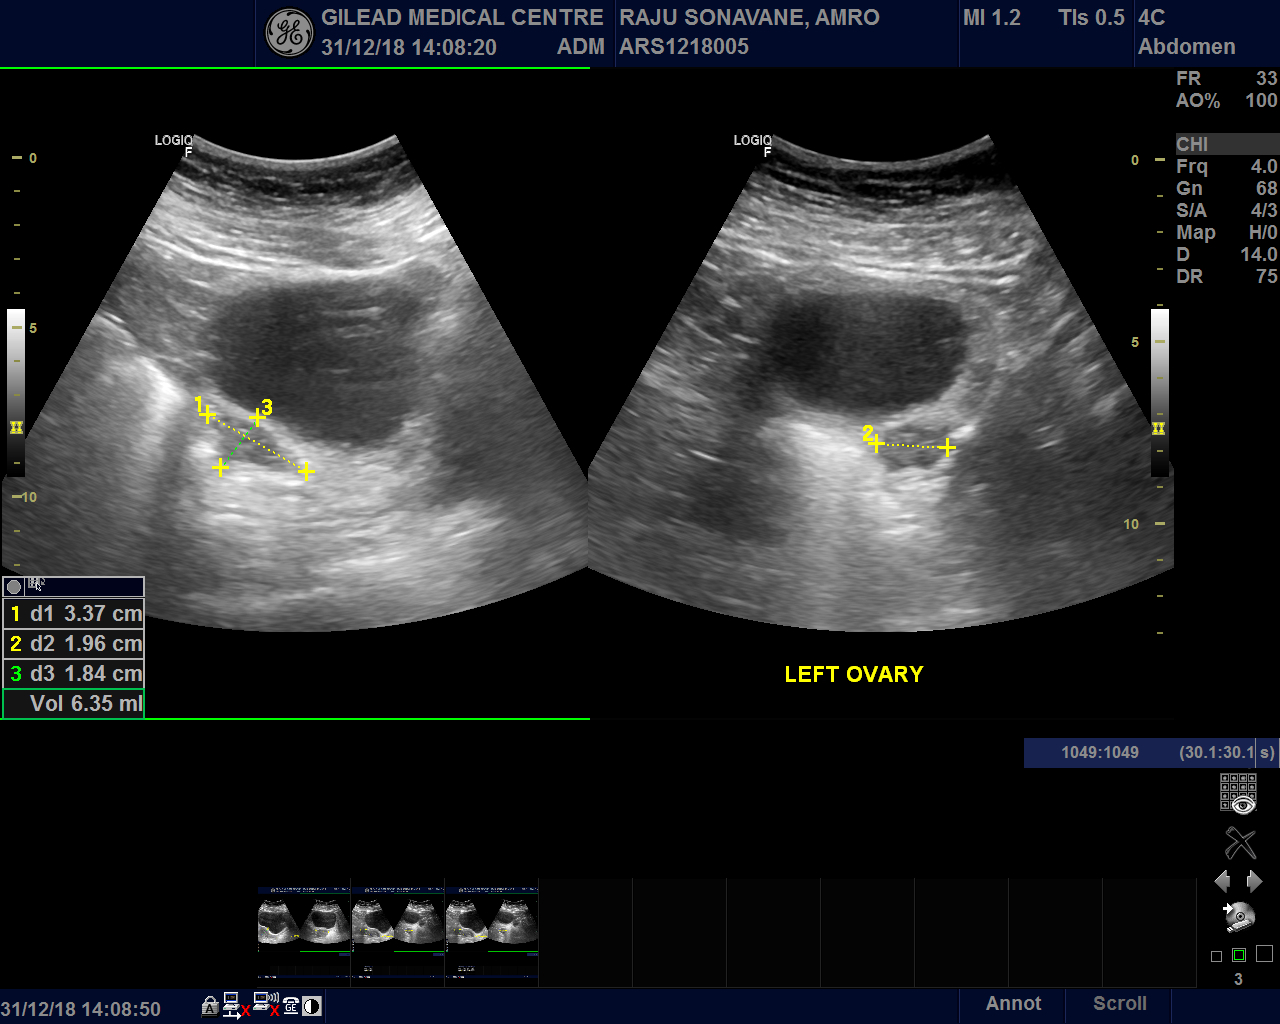 GILEAD MEDICAL CENTRE
31/12/18 14:08:20 ADM
RAJU SONAVANE, AMRO
ARS1218005
MI 1.2 TIs 0.5
4C
Abdomen
FR 33
AO% 100
CHI
Frq 4.0
Gn 68
S/A 4/3
Map H/0
D 14.0
DR 75
LOGIQ
F
LOGIQ
F
0
5
10
0
5
10
1
3
2
1 d1 3.37 cm
2 d2 1.96 cm
3 d3 1.84 cm
Vol 6.35 ml
LEFT OVARY
1049:1049 (30.1:30.1 s)
3
31/12/18 14:08:50
Annot
Scroll